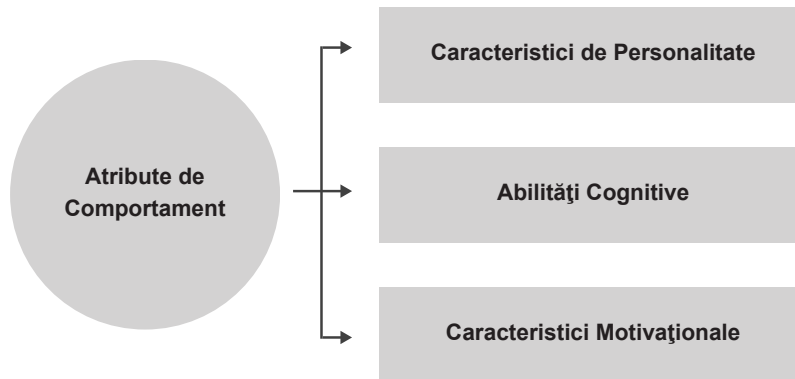 Atribute de
Comportament
Caracteristici de Personalitate
Abilităţi Cognitive
Caracteristici Motivaţionale